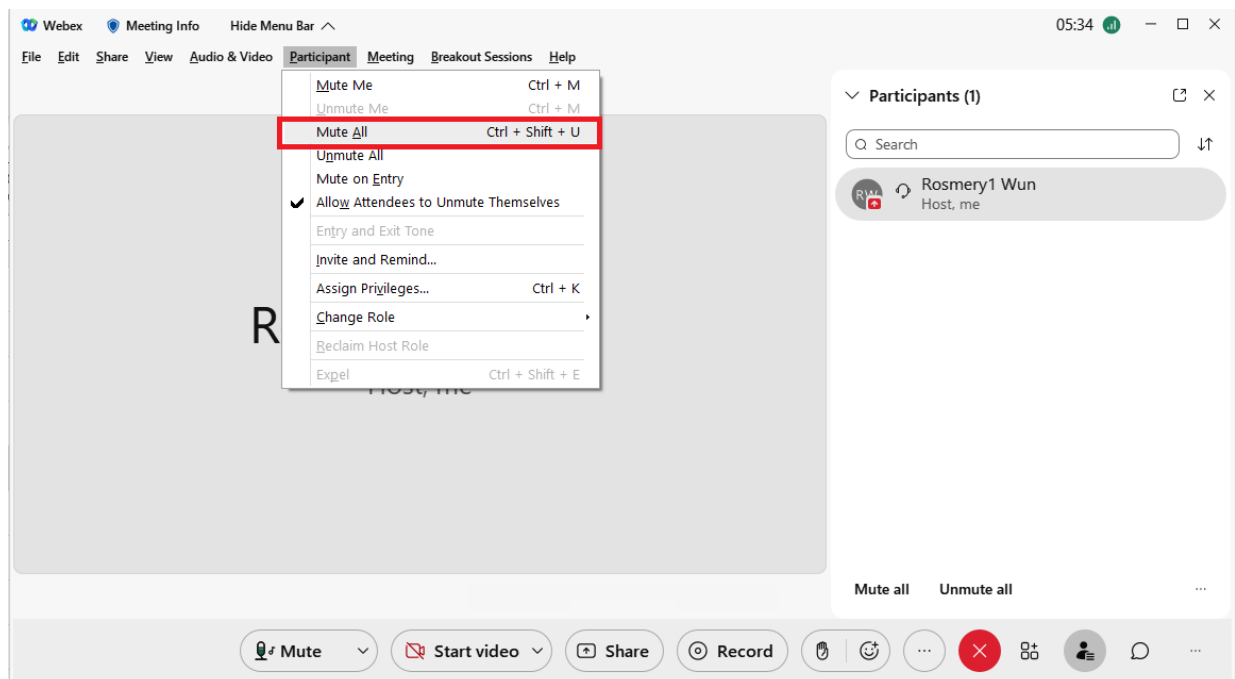 Webex Meeting Info Hide Menu Bar 05:34
File Edit Share View Audio & Video Participant Meeting Breakout Sessions Help
Mute Me Ctrl + M
Unmute Me Ctrl + M
Mute All Ctrl + Shift + U
Unmute All
Mute on Entry
Allow Attendees to Unmute Themselves
Entry and Exit Tone
Invite and Remind...
Assign Privileges... Ctrl + K
Change Role
Reclaim Host Role
Expel Ctrl + Shift + E
R
Host, me
Participants (1)
Search
RW Rosmery1 Wun
Host, me
Mute all Unmute all
Mute Start video Share Record